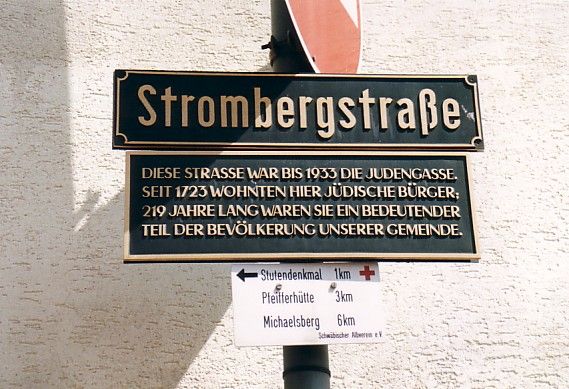 Strombergstraße
DIESE STRASSE WAR BIS 1933 DIE JUDENGASSE.
SEIT 1723 WOHNTEN HIER JÜDISCHE BÜRGER;
219 JAHRE LANG WAREN SIE EIN BEDEUTENDER
TEIL DER BEVÖLKERUNG UNSERER GEMEINDE.
Stutendenkmal 1km
Pfeifferhütte 3km
Michaelsberg 6km
Schwäbischer Albverein e.V.